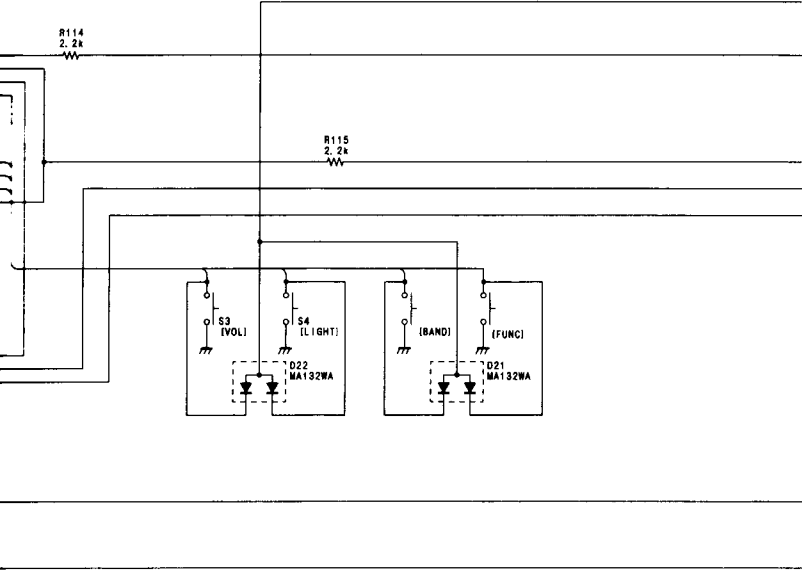 R114
2.2k
R115
2.2k
S3
[VOL]
S4
[LIGHT]
[BAND]
[FUNC]
D22
MA132WA
D21
MA132WA